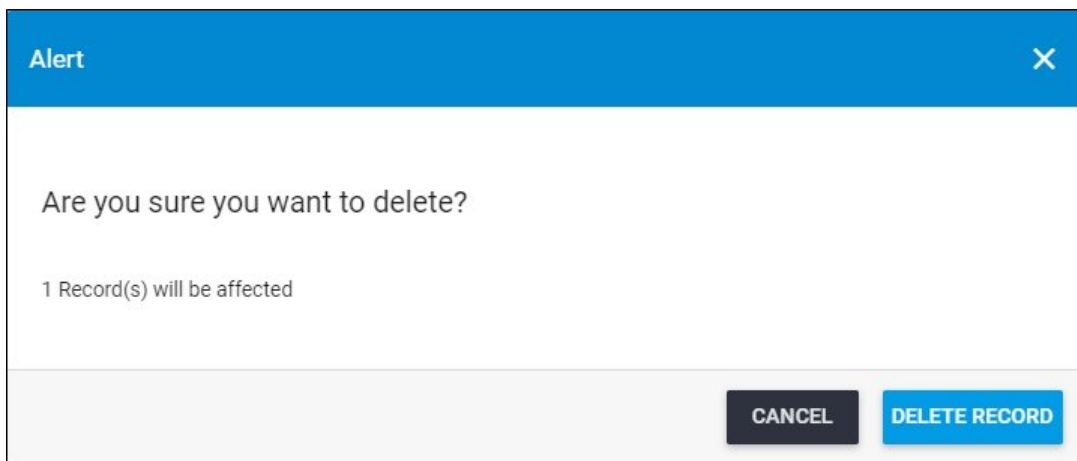 Alert
Are you sure you want to delete?
1 Record(s) will be affected
CANCEL DELETE RECORD